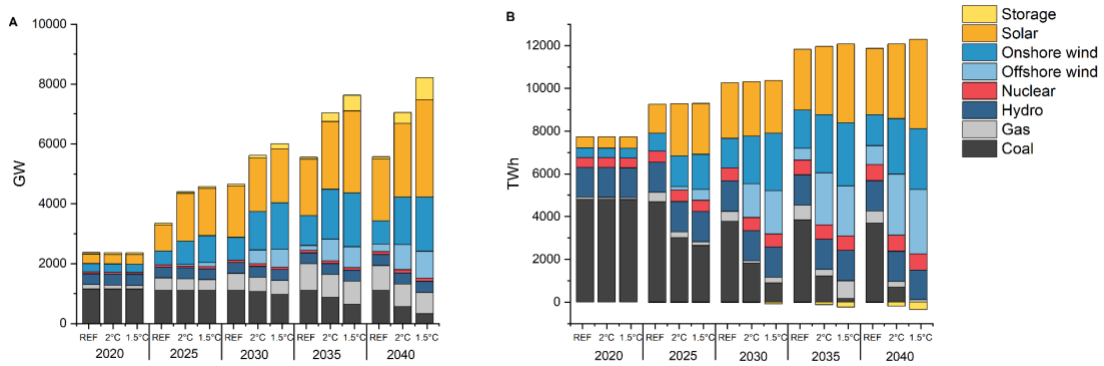 A
10000
8000
6000
4000
2000
0
GW
REF 2°C 1.5°C REF 2°C 1.5°C REF 2°C 1.5°C REF 2°C 1.5°C REF 2°C 1.5°C
2020 2025 2030 2035 2040
B
12000
10000
8000
6000
4000
2000
0
TWh
REF 2°C 1.5°C REF 2°C 1.5°C REF 2°C 1.5°C REF 2°C 1.5°C REF 2°C 1.5°C
2020 2025 2030 2035 2040
Storage
Solar
Onshore wind
Offshore wind
Nuclear
Hydro
Gas
Coal